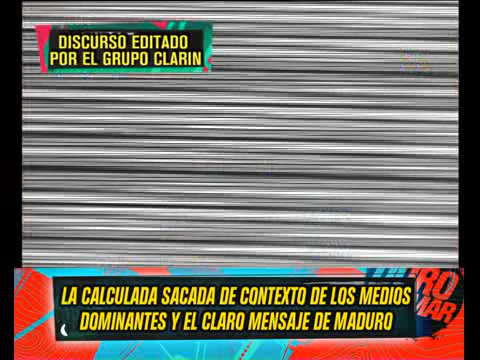 DISCURSO EDITADO
POR EL GRUPO CLARIN
LA CALCULADA SACADA DE CONTEXTO DE LOS MEDIOS
DOMINANTES Y EL CLARO MENSAJE DE MADURO